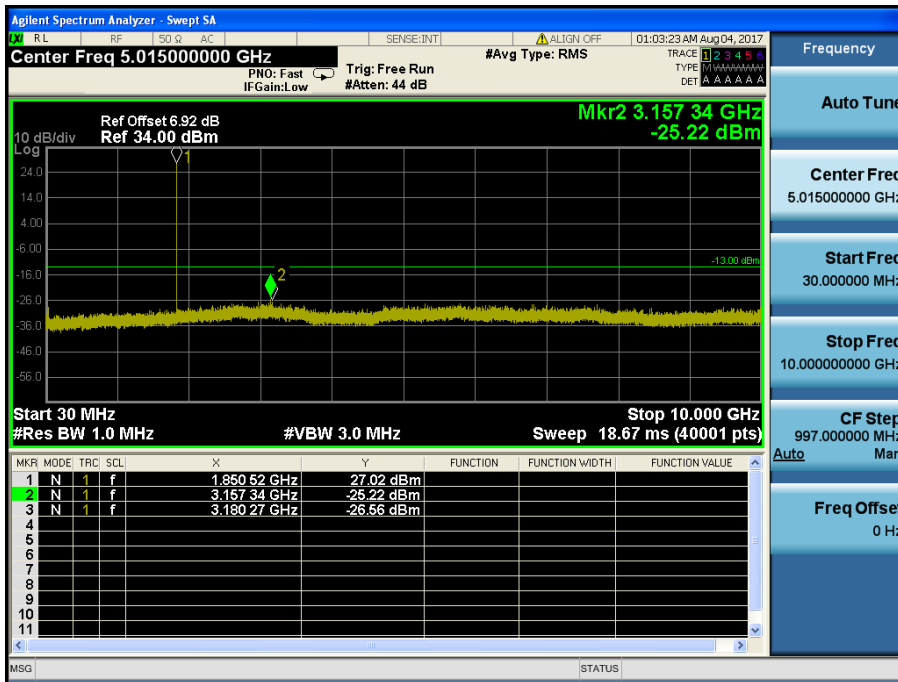 Agilent Spectrum Analyzer - Swept SA
LXI RL RF 50 Ω AC SENSE:INT ALIGN OFF 01:03:23 AM Aug 04, 2017
Center Freq 5.015000000 GHz #Avg Type: RMS TRACE 1 2 3 4 5 6
PNO: Fast Trig: Free Run TYPE M WWWWW
IFGain:Low #Atten: 44 dB DET A A A A A A
Frequency
Auto Tune
Center Freq
5.015000000 GHz
Start Freq
30.000000 MHz
Stop Freq
10.000000000 GHz
CF Step
997.000000 MHz
Auto Man
Freq Offset
0 Hz
Mkr2 3.157 34 GHz
-25.22 dBm
Ref Offset 6.92 dB
10 dB/div Ref 34.00 dBm
Log
1
24.0
14.0
4.00
-6.00
-13.00 dBm
-16.0
2
-26.0
-36.0
-46.0
-56.0
Start 30 MHz Stop 10.000 GHz
#Res BW 1.0 MHz #VBW 3.0 MHz Sweep 18.67 ms (40001 pts)
MKR MODE TRC SCL X Y FUNCTION FUNCTION WIDTH FUNCTION VALUE
1 N 1 f 1.850 52 GHz 27.02 dBm
2 N 1 f 3.157 34 GHz -25.22 dBm
3 N 1 f 3.180 27 GHz -26.56 dBm
4
5
6
7
8
9
10
11
MSG STATUS